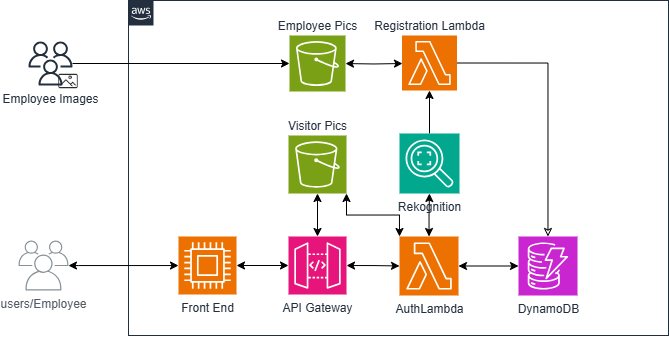 aws
Employee Pics
Registration Lambda
Employee Images
Visitor Pics
Rekognition
users/Employee
Front End
API Gateway
AuthLambda
DynamoDB